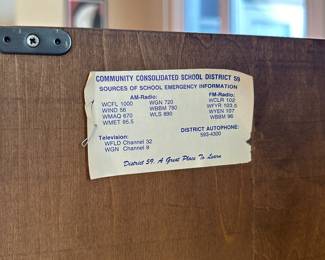 COMMUNITY CONSOLIDATED SCHOOL DISTRICT 59
SOURCES OF SCHOOL EMERGENCY INFORMATION
AM-Radio: FM-Radio:
WCFL 1000 WGN 720 WCLR 102
WIND 56 WBBM 780 WFYR 103.5
WMAQ 670 WLS 890 WYEN 107
WMET 95.5 WBBM 96
DISTRICT AUTOPHONE:
Television: 593-4300
WFLD Channel 32
WGN Channel 9
District 59, A Great Place To Learn